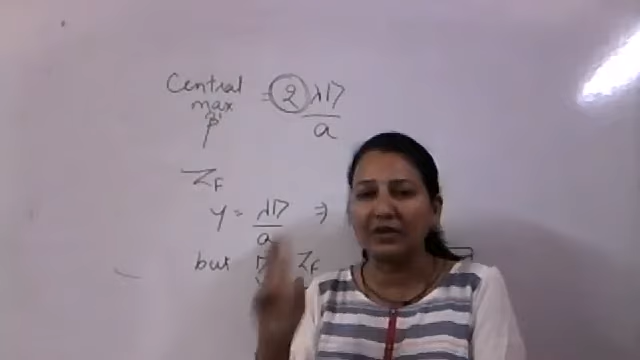 Central
max = 2 λD
β a
Z_F
y = λD ⇒
a
but D Z_F